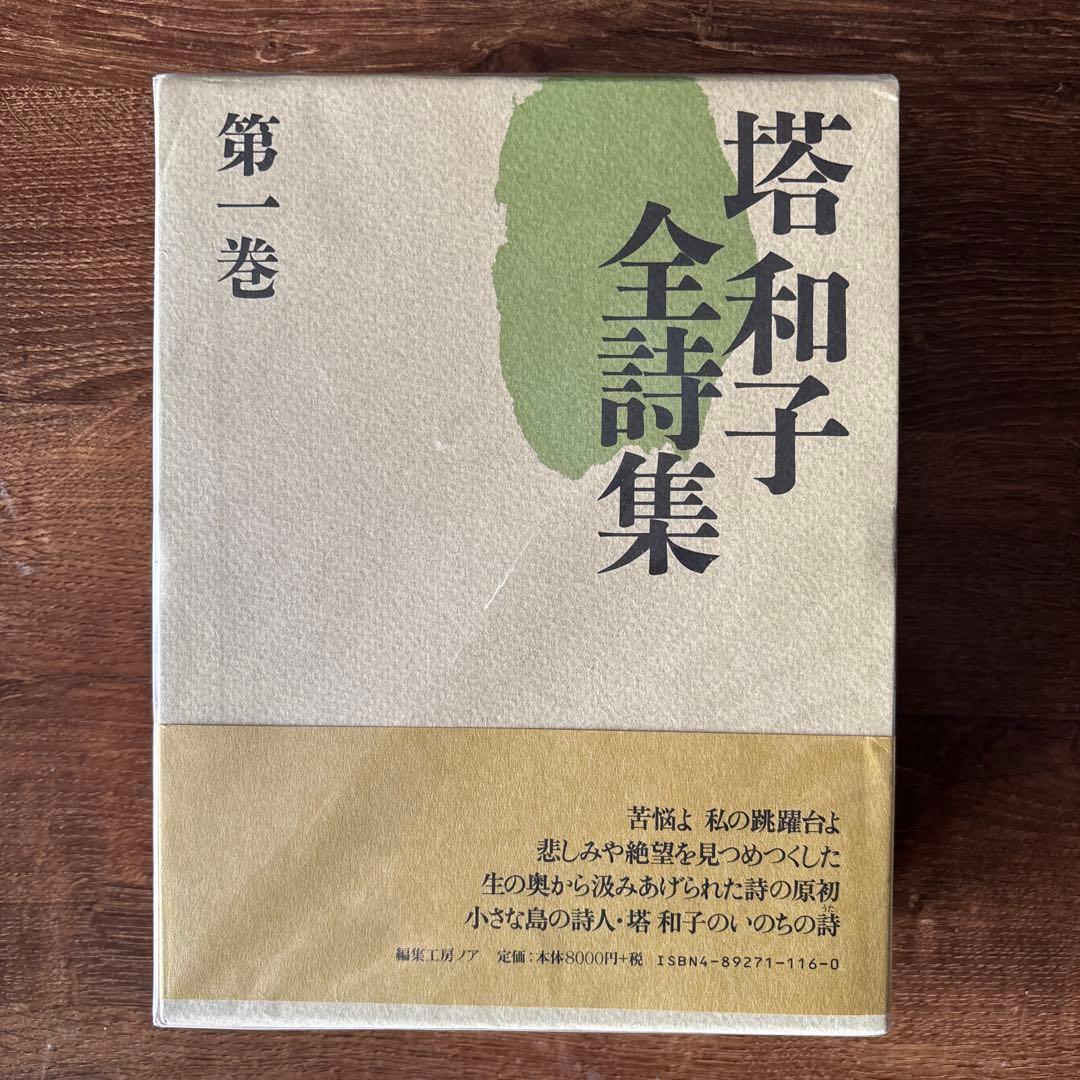 塔 和子
全詩集
第一巻
苦悩よ 私の跳躍台よ
悲しみや絶望を見つめつくした
生の奥から汲みあげられた詩の原初
うた
小さな島の詩人・塔 和子のいのちの詩
編集工房ノア 定価:本体8000円+税 ISBN4-89271-116-0